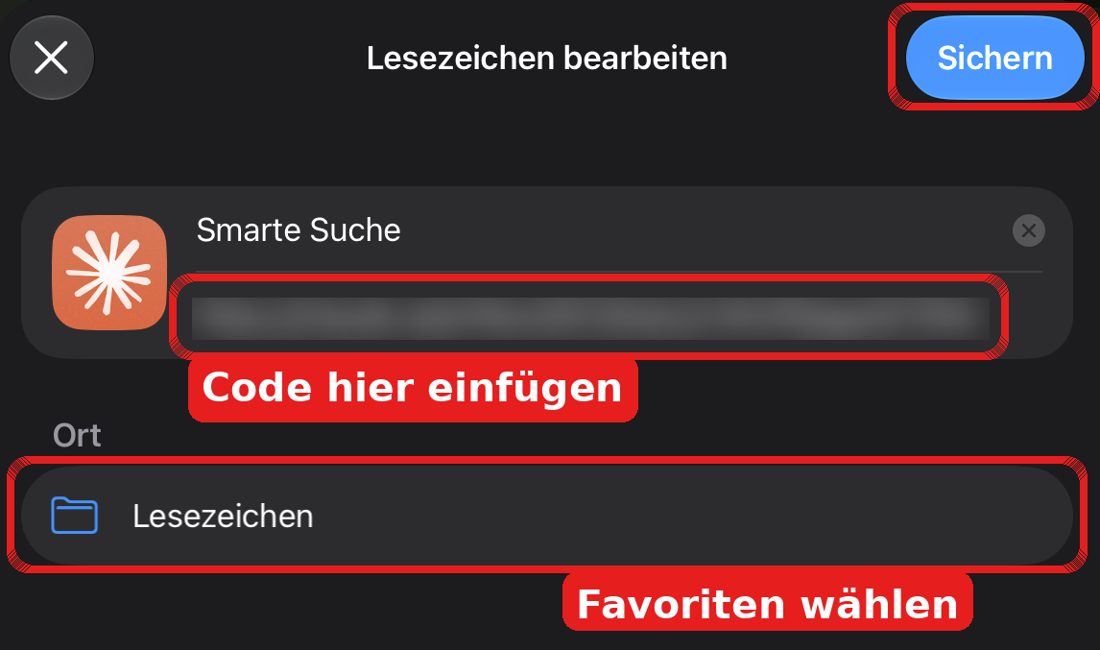 Lesezeichen bearbeiten
Sichern
Smarte Suche
Code hier einfügen
Ort
Lesezeichen
Favoriten wählen